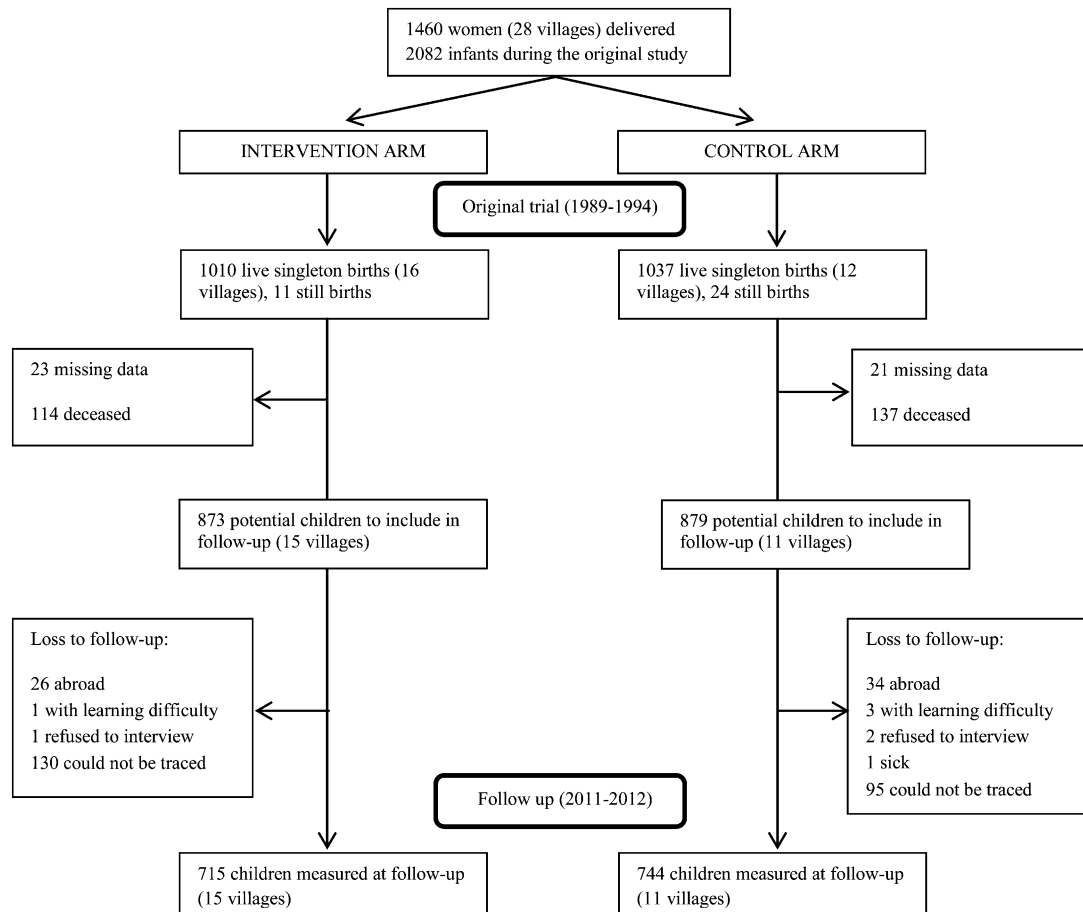 1460 women (28 villages) delivered
2082 infants during the original study
INTERVENTION ARM
CONTROL ARM
Original trial (1989-1994)
1010 live singleton births (16
villages), 11 still births
1037 live singleton births (12
villages), 24 still births
23 missing data
114 deceased
21 missing data
137 deceased
873 potential children to include in
follow-up (15 villages)
879 potential children to include in
follow-up (11 villages)
Loss to follow-up:
26 abroad
1 with learning difficulty
1 refused to interview
130 could not be traced
Loss to follow-up:
34 abroad
3 with learning difficulty
2 refused to interview
1 sick
95 could not be traced
Follow up (2011-2012)
715 children measured at follow-up
(15 villages)
744 children measured at follow-up
(11 villages)